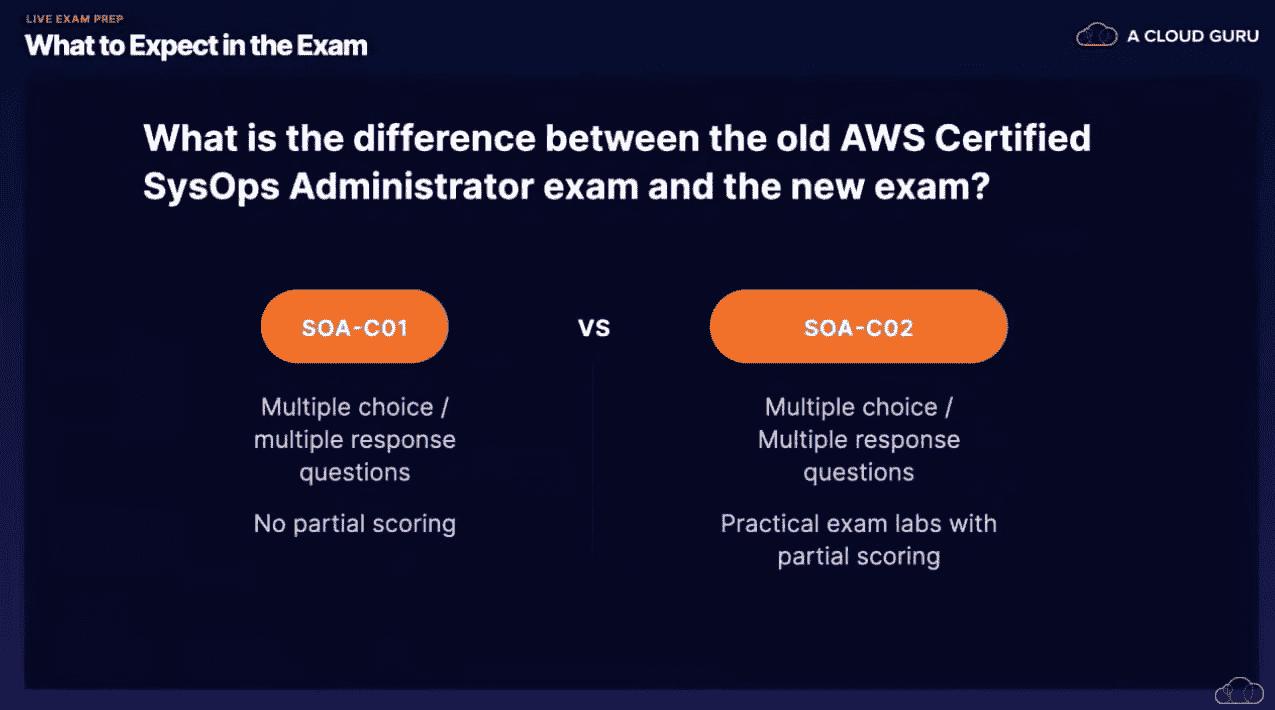 LIVE EXAM PREP
What to Expect in the Exam
A CLOUD GURU
What is the difference between the old AWS Certified
SysOps Administrator exam and the new exam?
SOA-C01
VS
SOA-C02
Multiple choice /
multiple response
questions
No partial scoring
Multiple choice /
Multiple response
questions
Practical exam labs with
partial scoring